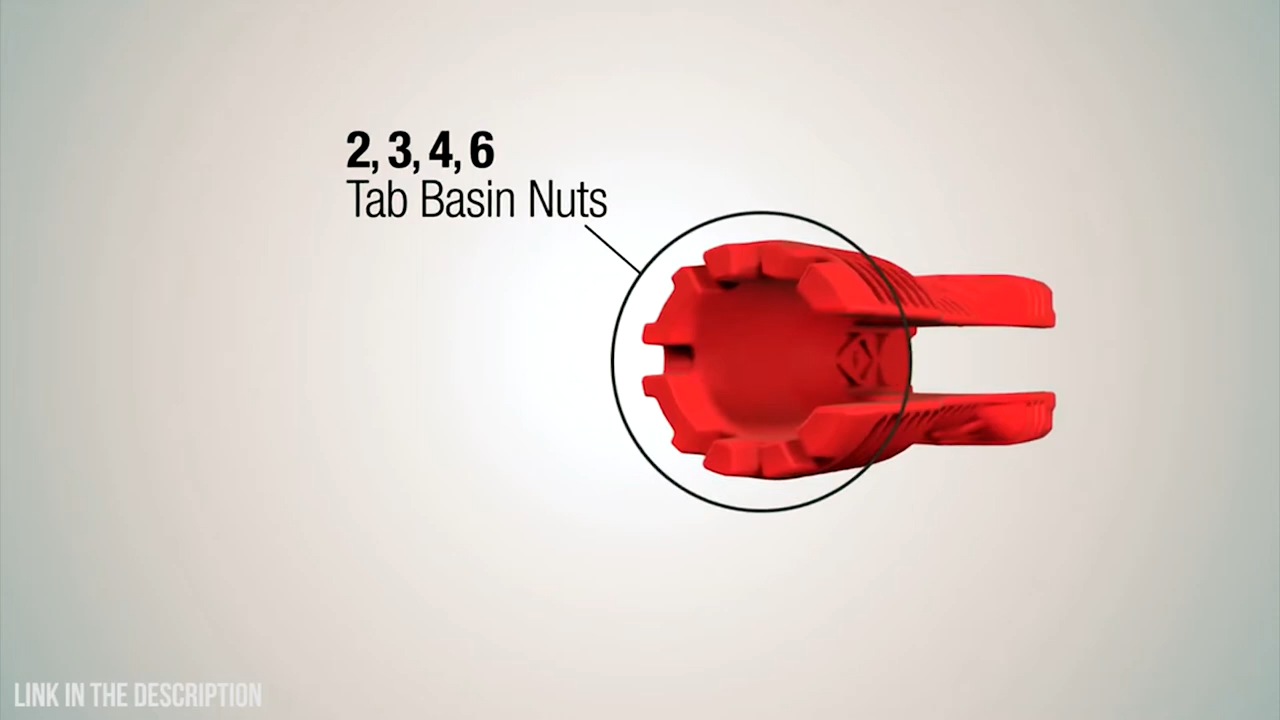 2, 3, 4, 6
Tab Basin Nuts
LINK IN THE DESCRIPTION